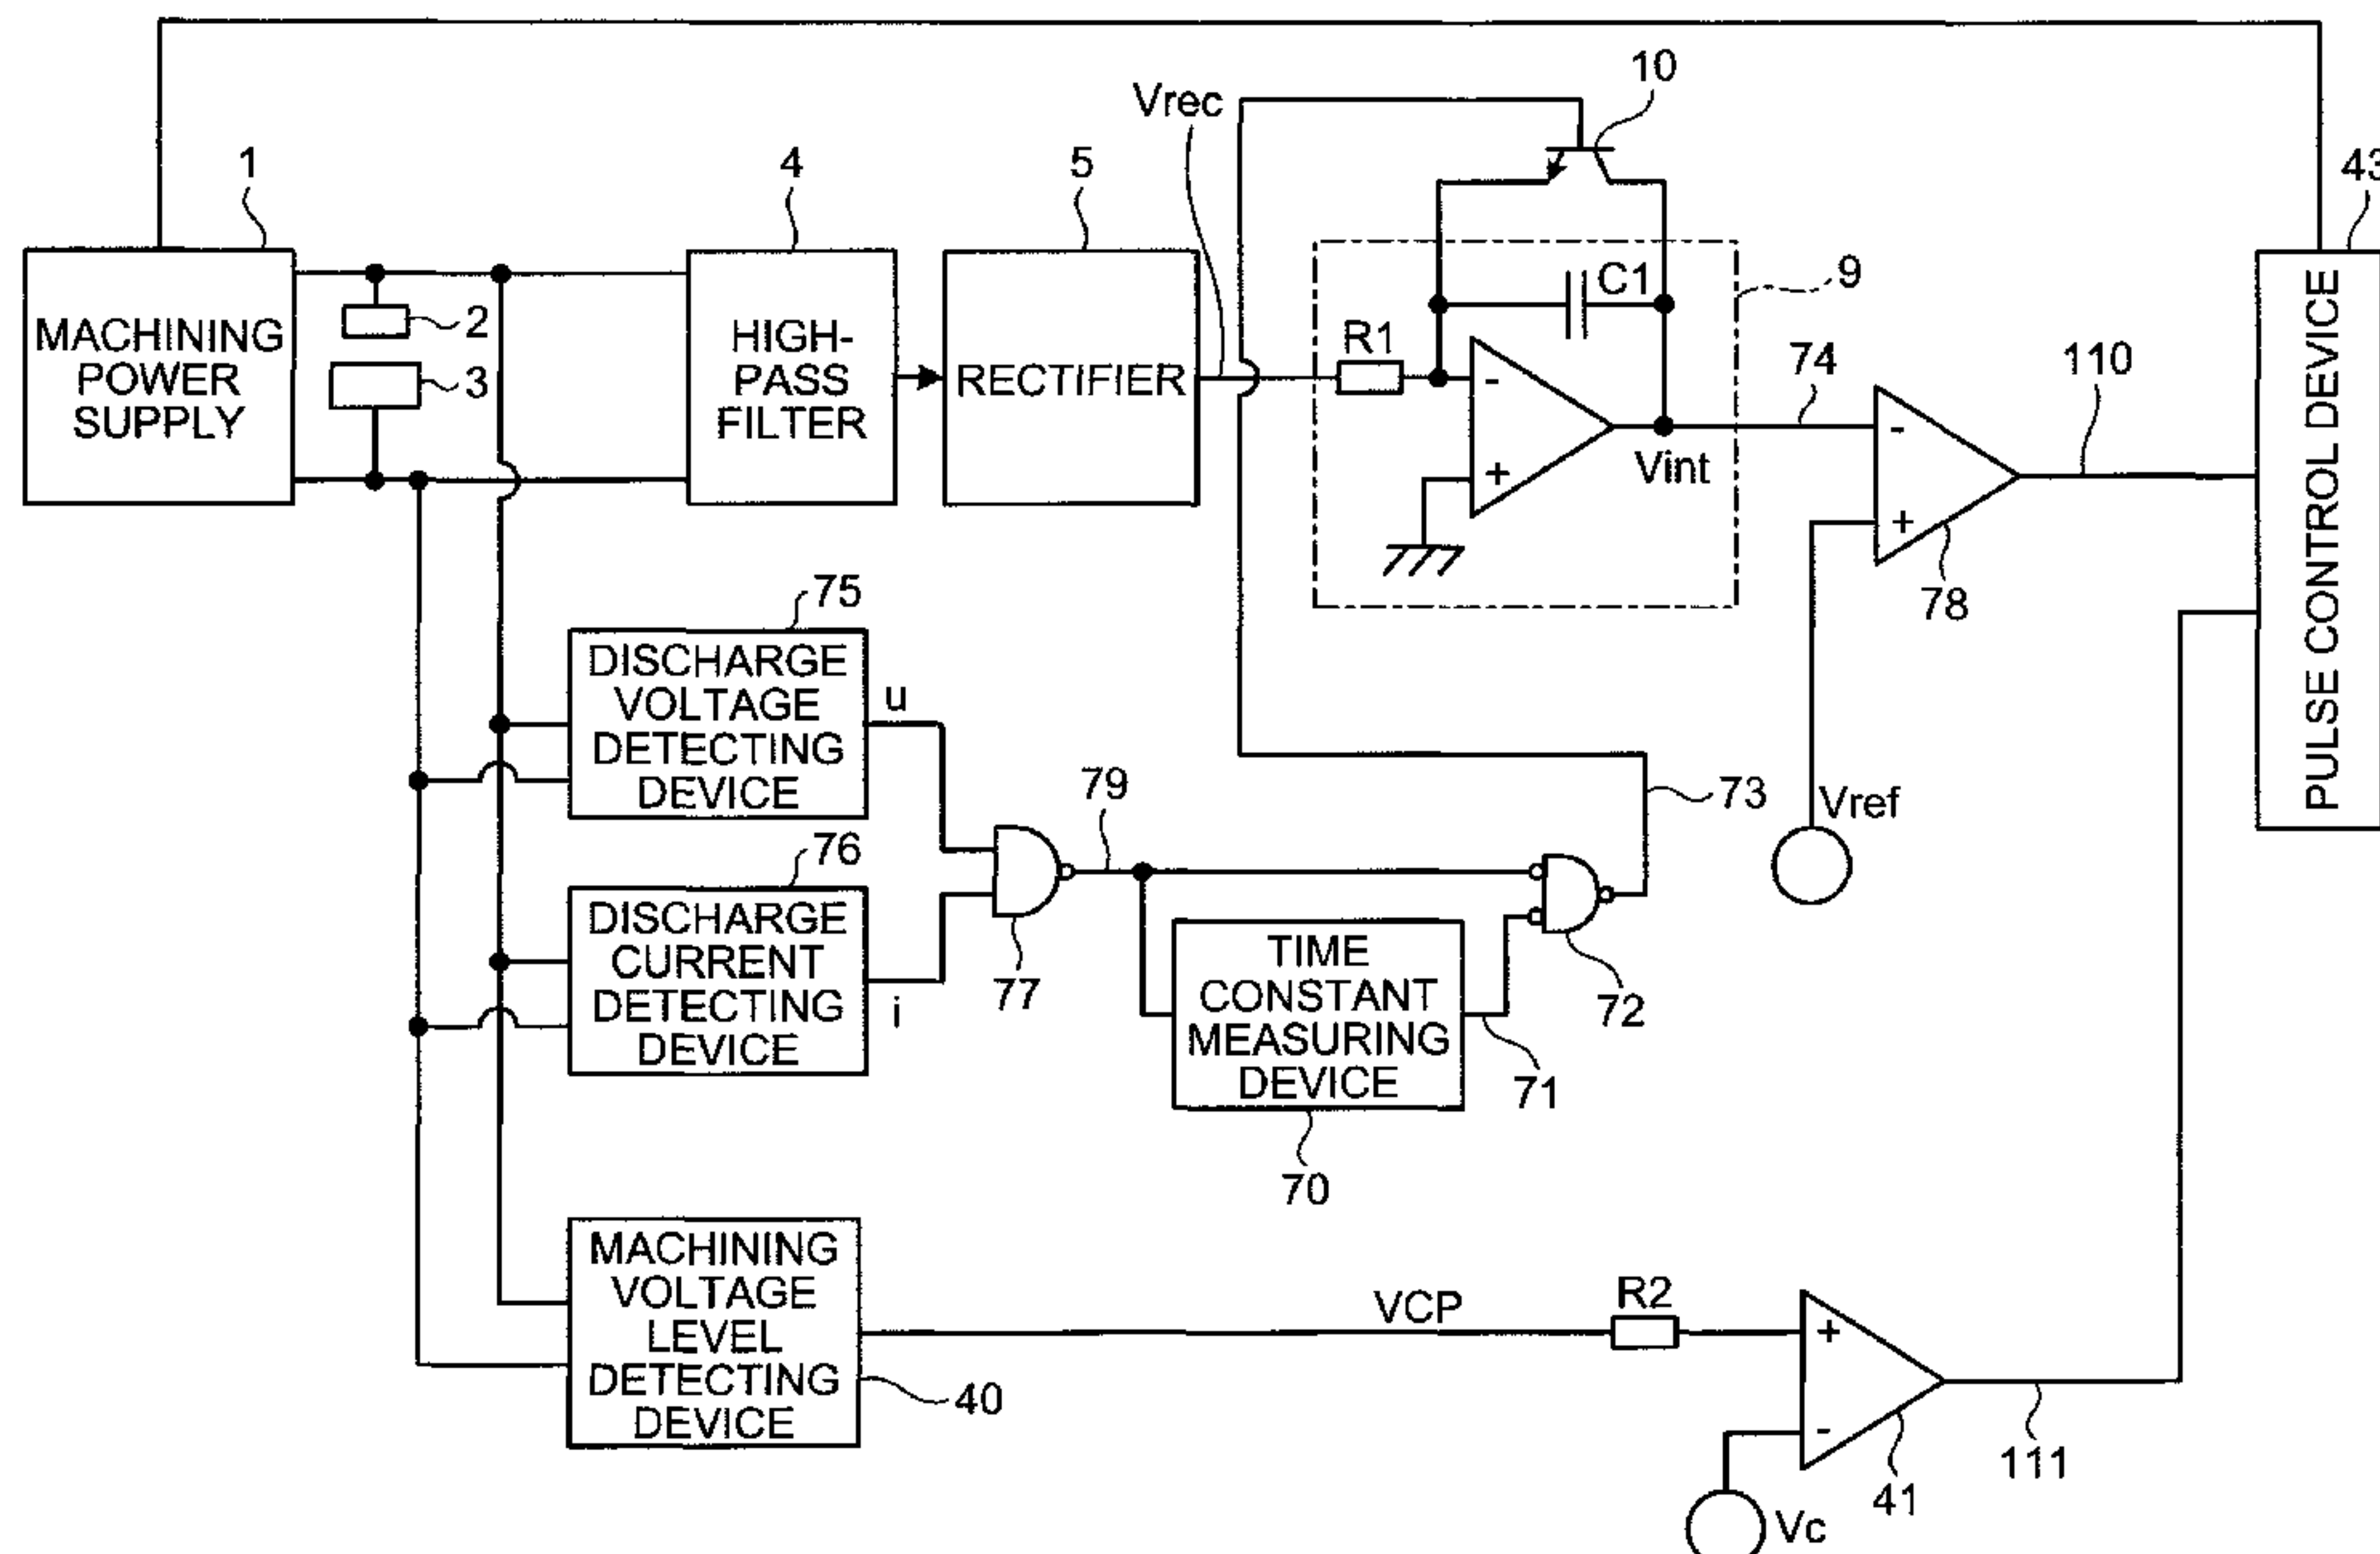 10
Vrec
1
4
5
43
MACHINING
POWER
SUPPLY
2
3
HIGH-
PASS
FILTER
RECTIFIER
R1
C1
9
-
+
Vint
74
-
+
78
110
PULSE CONTROL DEVICE
75
DISCHARGE
VOLTAGE
DETECTING
DEVICE
u
76
DISCHARGE
CURRENT
DETECTING
DEVICE
i
77
79
TIME
CONSTANT
MEASURING
DEVICE
70
71
72
73
Vref
MACHINING
VOLTAGE
LEVEL
DETECTING
DEVICE
40
VCP
R2
+
-
41
111
Vc